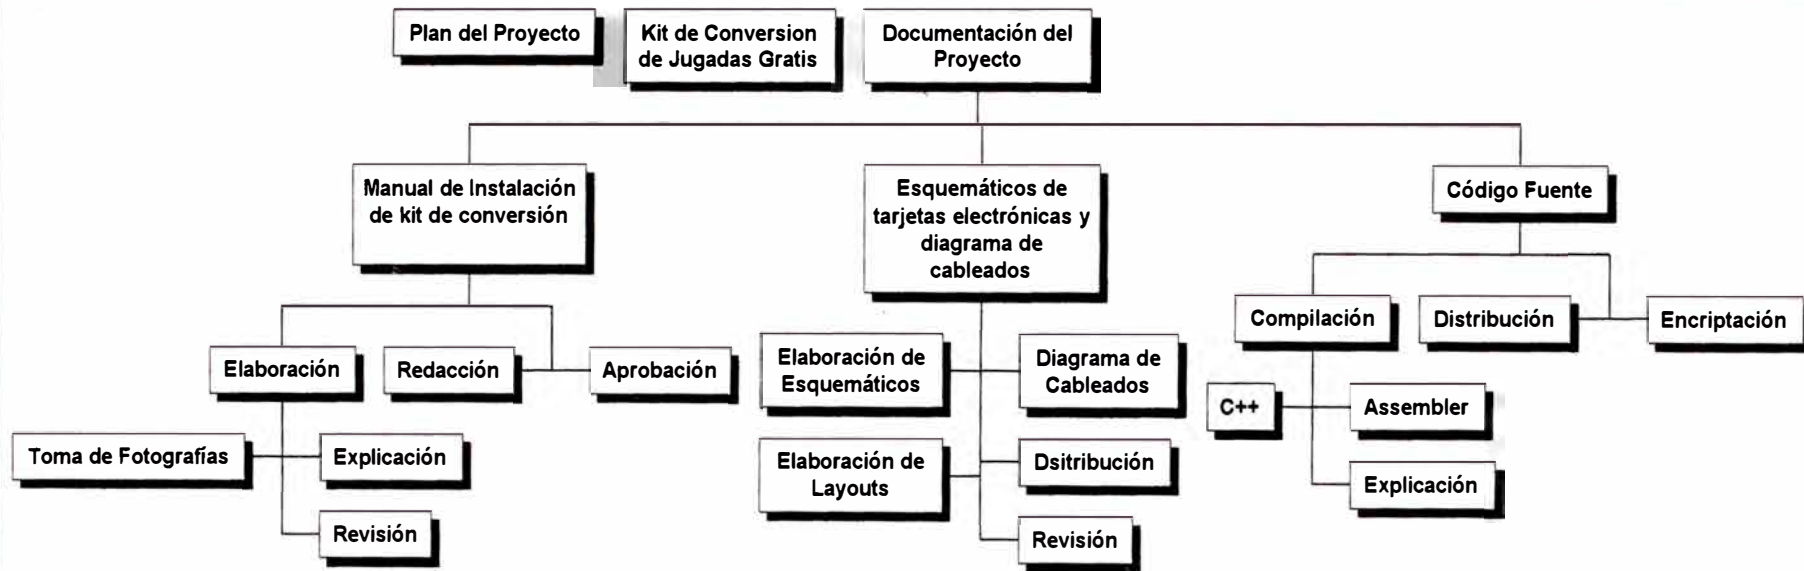 Plan del Proyecto
Kit de Conversion
de Jugadas Gratis
Documentación del
Proyecto
Manual de Instalación
de kit de conversión
Esquemáticos de
tarjetas electrónicas y
diagrama de
cableados
Código Fuente
Elaboración
Redacción
Aprobación
Toma de Fotografías
Explicación
Revisión
Elaboración de
Esquemáticos
Diagrama de
Cableados
Elaboración de
Layouts
Dsitribución
Revisión
Compilación
Distribución
Encriptación
C++
Assembler
Explicación